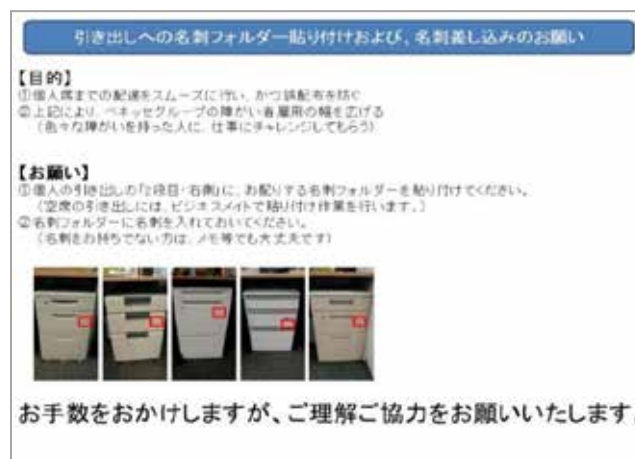 引き出しへの名刺フォルダー貼り付けおよび、名刺差し込みのお願い
【目的】
①個人席までの配達をスムーズに行い、かつ誤配布を防ぐ
②上記により、ベネッセグループの障がい者雇用の幅を広げる
（色々な障がいを持った人に、仕事にチャレンジしてもらう）
【お願い】
①個人の引き出しの「2段目・右側」に、お配りする名刺フォルダーを貼り付けてください。
（空席の引き出しには、ビジネスメイトで貼り付け作業を行います。）
②名刺フォルダーに名刺を入れておいてください。
（名刺をお持ちでない方は、メモ等でも大丈夫です）
お手数をおかけしますが、ご理解ご協力をお願いいたします。